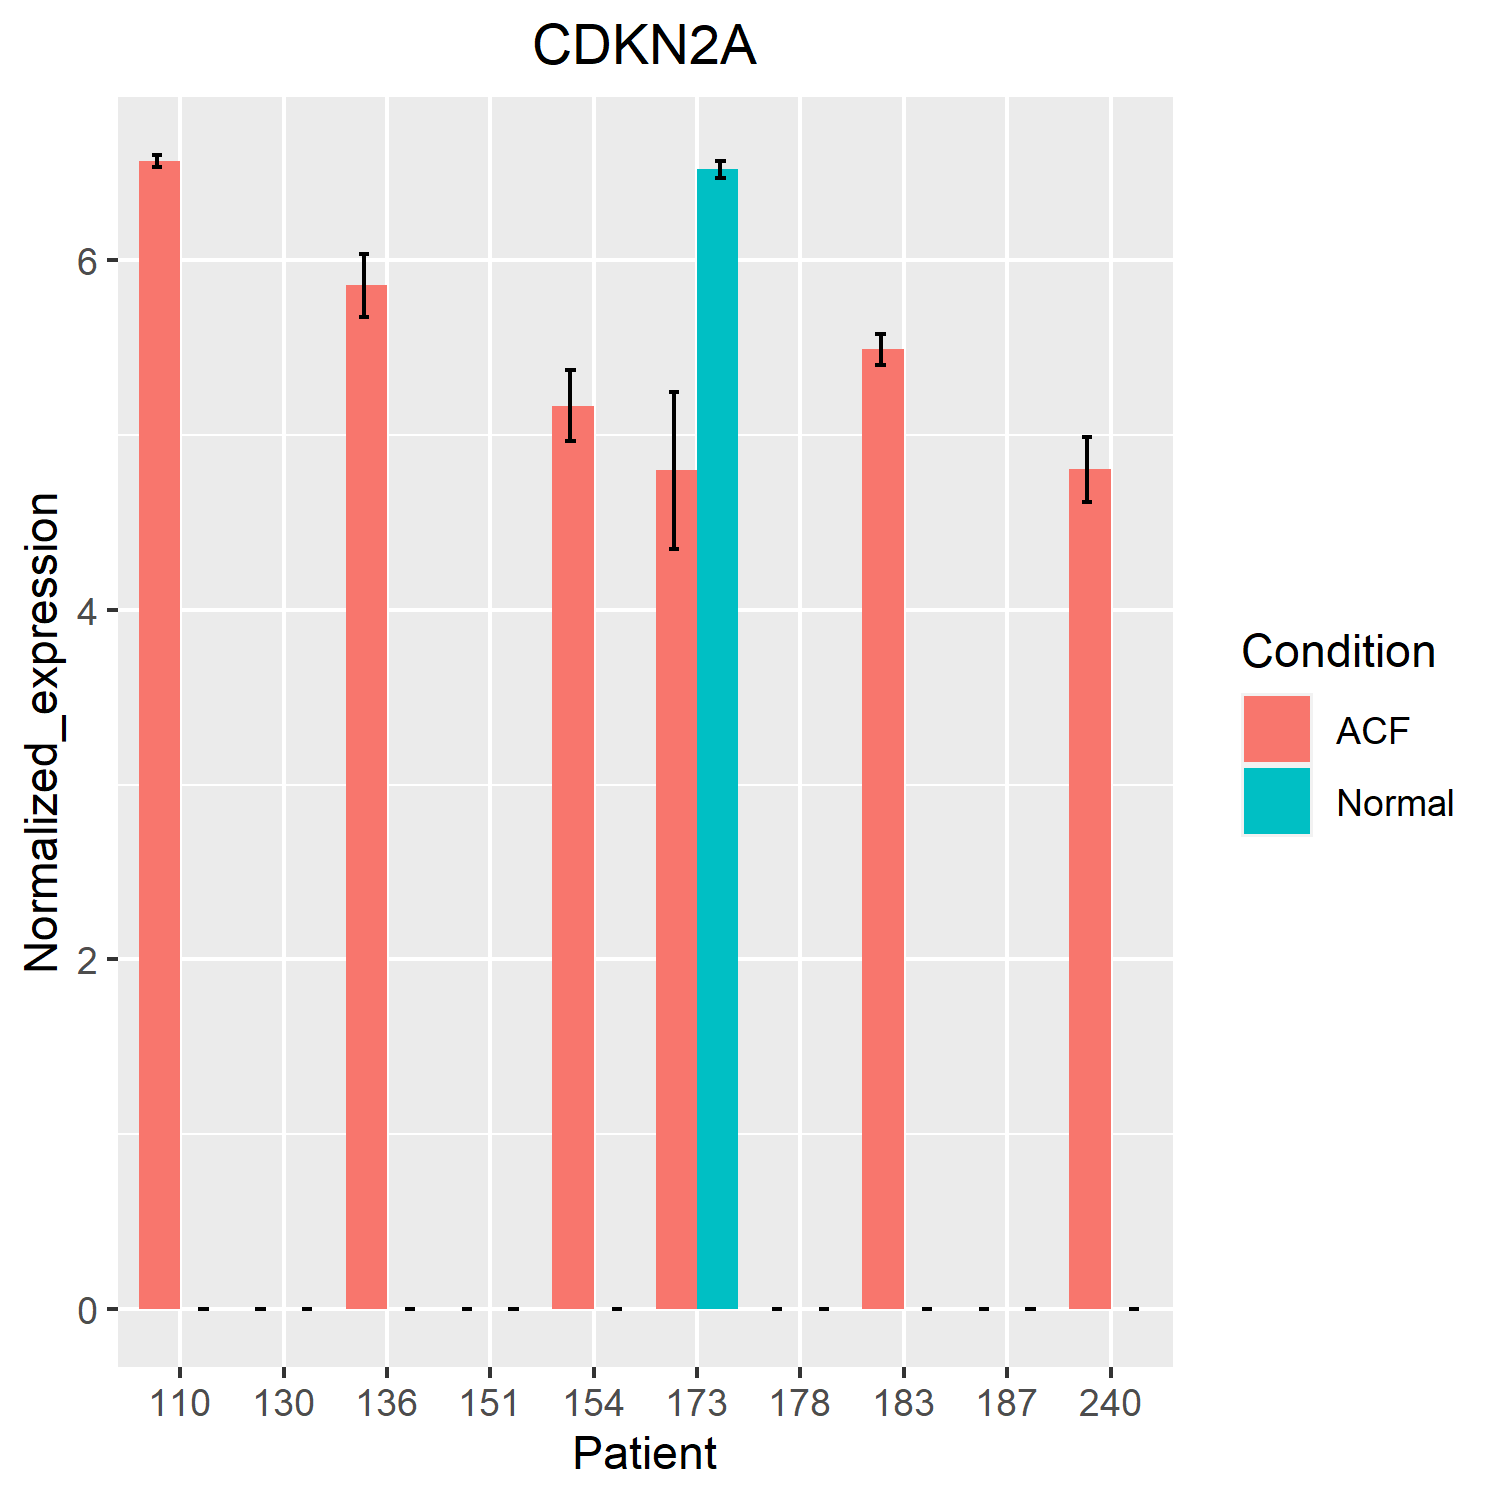 CDKN2A
Normalized_expression
6
4
2
0
110 130 136 151 154 173 178 183 187 240
Patient
Condition
ACF
Normal